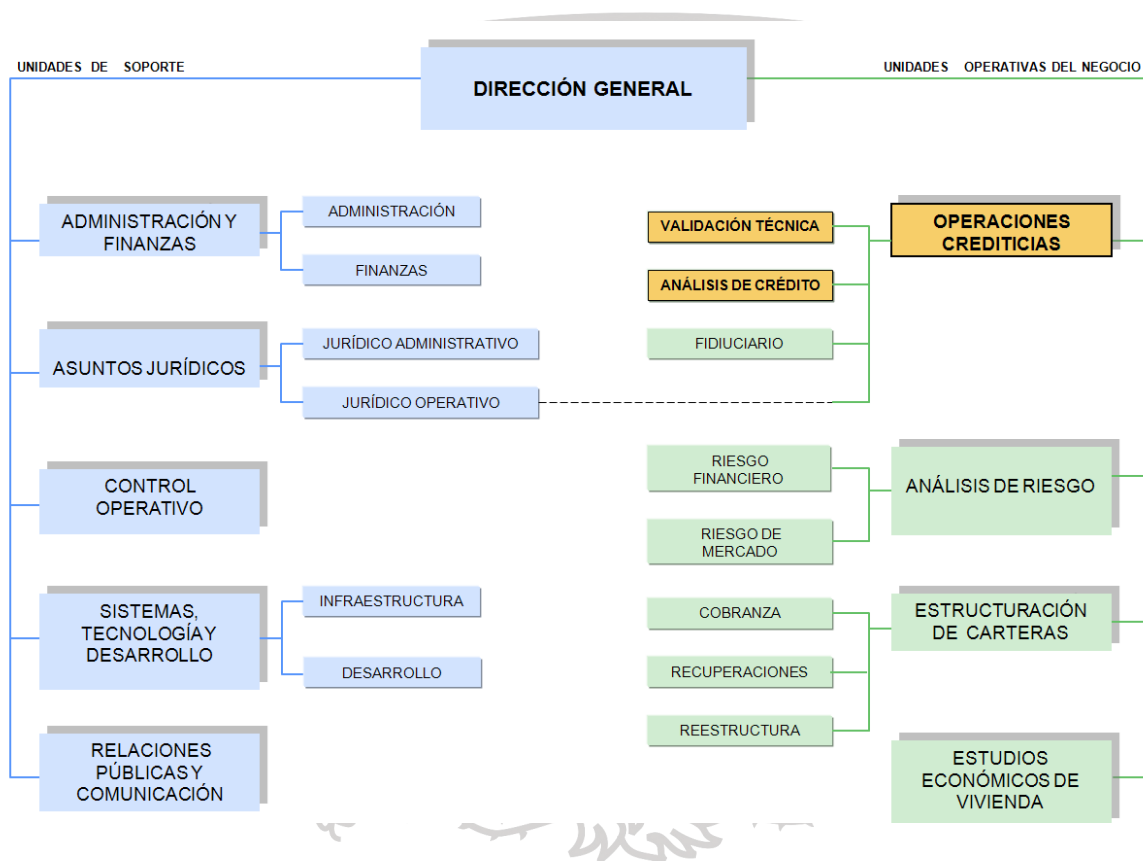 UNIDADES DE SOPORTE
DIRECCIÓN GENERAL
UNIDADES OPERATIVAS DEL NEGOCIO
ADMINISTRACIÓN Y
FINANZAS
ADMINISTRACIÓN
FINANZAS
ASUNTOS JURÍDICOS
JURÍDICO ADMINISTRATIVO
JURÍDICO OPERATIVO
CONTROL
OPERATIVO
SISTEMAS,
TECNOLOGÍA Y
DESARROLLO
INFRAESTRUCTURA
DESARROLLO
RELACIONES
PÚBLICAS Y
COMUNICACIÓN
VALIDACIÓN TÉCNICA
ANÁLISIS DE CRÉDITO
FIDUCIARIO
OPERACIONES
CREDITICIAS
RIESGO
FINANCIERO
RIESGO DE
MERCADO
ANÁLISIS DE RIESGO
COBRANZA
RECUPERACIONES
REESTRUCTURA
ESTRUCTURACIÓN
DE CARTERAS
ESTUDIOS
ECONÓMICOS DE
VIVIENDA